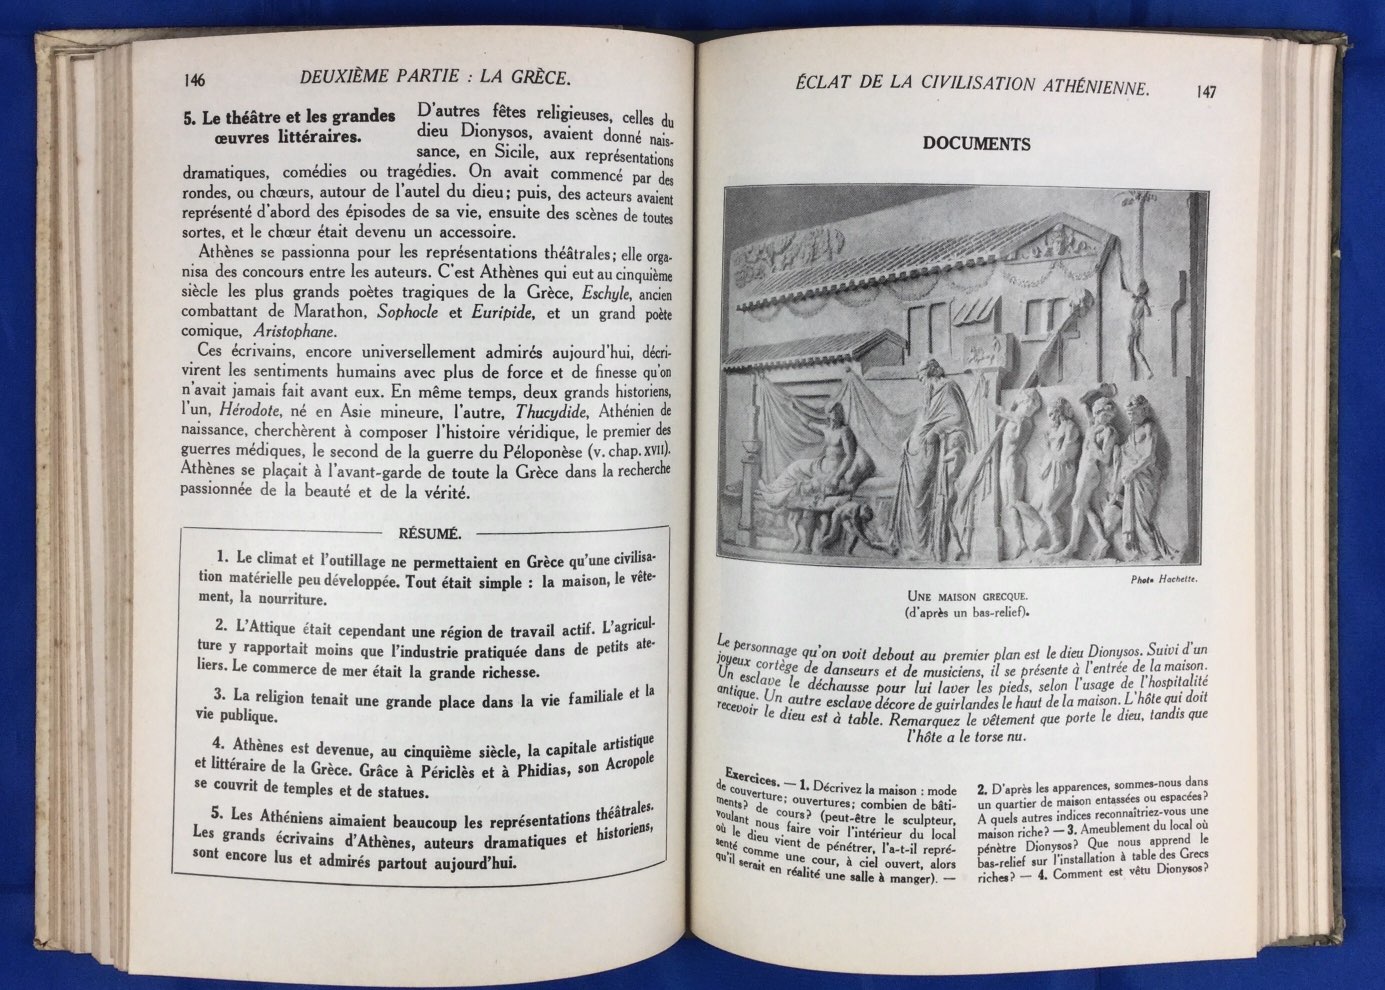 146
DEUXIÈME PARTIE : LA GRÈCE.
5. Le théâtre et les grandes
œuvres littéraires.
D'autres fêtes religieuses, celles du
dieu Dionysos, avaient donné nais-
sance, en Sicile, aux représentations
dramatiques, comédies ou tragédies. On avait commencé par des
rondes, ou chœurs, autour de l'autel du dieu; puis, des acteurs avaient
représenté d'abord des épisodes de sa vie, ensuite des scènes de toutes
sortes, et le chœur était devenu un accessoire.
Athènes se passionna pour les représentations théâtrales; elle orga-
nisa des concours entre les auteurs. C'est Athènes qui eut au cinquième
siècle les plus grands poètes tragiques de la Grèce, Eschyle, ancien
combattant de Marathon, Sophocle et Euripide, et un grand poète
comique, Aristophane.
Ces écrivains, encore universellement admirés aujourd'hui, décri-
virent les sentiments humains avec plus de force et de finesse qu'on
n'avait jamais fait avant eux. En même temps, deux grands historiens,
l'un, Hérodote, né en Asie mineure, l'autre, Thucydide, Athénien de
naissance, cherchèrent à composer l'histoire véridique, le premier des
guerres médiques, le second de la guerre du Péloponèse (v. chap. XVII).
Athènes se plaçait à l'avant-garde de toute la Grèce dans la recherche
passionnée de la beauté et de la vérité.
RÉSUMÉ.
1. Le climat et l'outillage ne permettaient en Grèce qu'une civilisa-
tion matérielle peu développée. Tout était simple : la maison, le vête-
ment, la nourriture.
2. L'Attique était cependant une région de travail actif. L'agricul-
ture y rapportait moins que l'industrie pratiquée dans de petits ate-
liers. Le commerce de mer était la grande richesse.
3. La religion tenait une grande place dans la vie familiale et la
vie publique.
4. Athènes est devenue, au cinquième siècle, la capitale artistique
et littéraire de la Grèce. Grâce à Périclès et à Phidias, son Acropole
se couvrit de temples et de statues.
5. Les Athéniens aimaient beaucoup les représentations théâtrales.
Les grands écrivains d'Athènes, auteurs dramatiques et historiens,
sont encore lus et admirés partout aujourd'hui.
ÉCLAT DE LA CIVILISATION ATHÉNIENNE.
147
DOCUMENTS
Photo Hachette.
UNE MAISON GRECQUE.
(d'après un bas-relief).
Le personnage qu'on voit debout au premier plan est le dieu Dionysos. Suivi d'un
joyeux cortège de danseurs et de musiciens, il se présente à l'entrée de la maison.
Un esclave le déchausse pour lui laver les pieds, selon l'usage de l'hospitalité
antique. Un autre esclave décore de guirlandes le haut de la maison. L'hôte qui doit
recevoir le dieu est à table. Remarquez le vêtement que porte le dieu, tandis que
l'hôte a le torse nu.
Exercices. — 1. Décrivez la maison : mode
de couverture; ouvertures; combien de bâti-
ments? de cours? (peut-être le sculpteur,
voulant nous faire voir l'intérieur du local
où le dieu vient de pénétrer, l'a-t-il repré-
senté comme une cour, à ciel ouvert, alors
qu'il serait en réalité une salle à manger). —
2. D'après les apparences, sommes-nous dans
un quartier de maison entassées ou espacées?
A quels autres indices reconnaîtriez-vous une
maison riche? — 3. Ameublement du local où
pénètre Dionysos? Que nous apprend le
bas-relief sur l'installation à table des Grecs
riches? — 4. Comment est vêtu Dionysos?